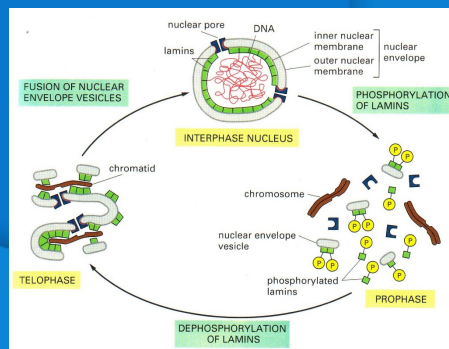 nuclear pore
DNA
lamins
inner nuclear
membrane
outer nuclear
membrane
nuclear
envelope
FUSION OF NUCLEAR
ENVELOPE VESICLES
PHOSPHORYLATION
OF LAMINS
INTERPHASE NUCLEUS
chromatid
chromosome
nuclear envelope
vesicle
phosphorylated
lamins
P
P
P
P
P
P
P
P
P
P
TELOPHASE
PROPHASE
DEPHOSPHORYLATION
OF LAMINS